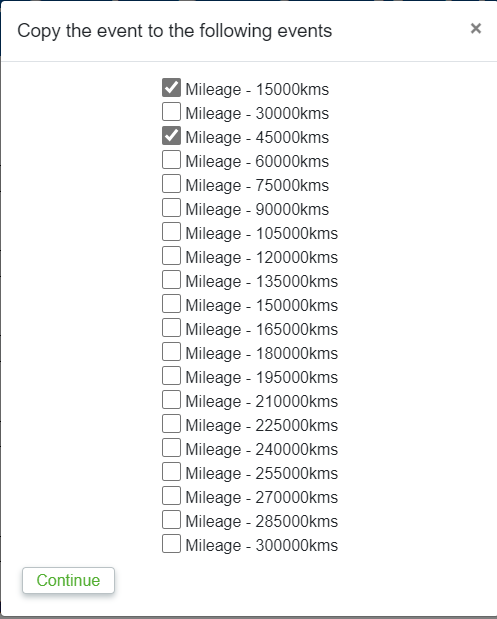 Copy the event to the following events
×
Mileage - 15000kms
Mileage - 30000kms
Mileage - 45000kms
Mileage - 60000kms
Mileage - 75000kms
Mileage - 90000kms
Mileage - 105000kms
Mileage - 120000kms
Mileage - 135000kms
Mileage - 150000kms
Mileage - 165000kms
Mileage - 180000kms
Mileage - 195000kms
Mileage - 210000kms
Mileage - 225000kms
Mileage - 240000kms
Mileage - 255000kms
Mileage - 270000kms
Mileage - 285000kms
Mileage - 300000kms
Continue